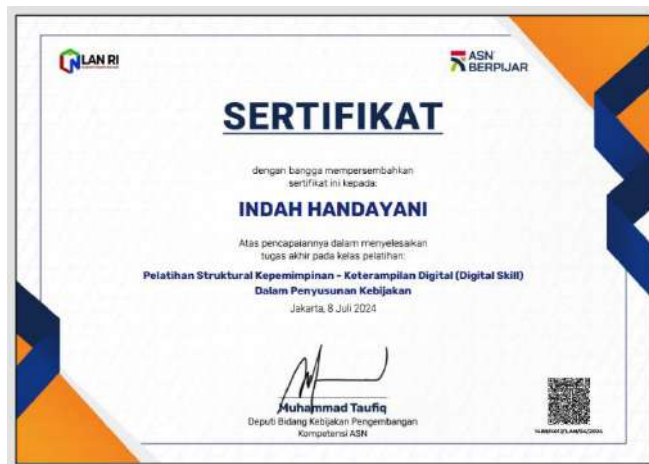 LAN RI
ASN
BERPIJAR
SERTIFIKAT
dengan bangga mempersembahkan
sertifikat ini kepada:
INDAH HANDAYANI
Atas pencapaiannya dalam menyelesaikan
tugas akhir pada kelas pelatihan:
Pelatihan Struktural Kepemimpinan - Keterampilan Digital (Digital Skill)
Dalam Penyusunan Kebijakan
Jakarta, 8 Juli 2024
Muhammad Taufiq
Deputi Bidang Kebijakan Pengembangan
Kompetensi ASN